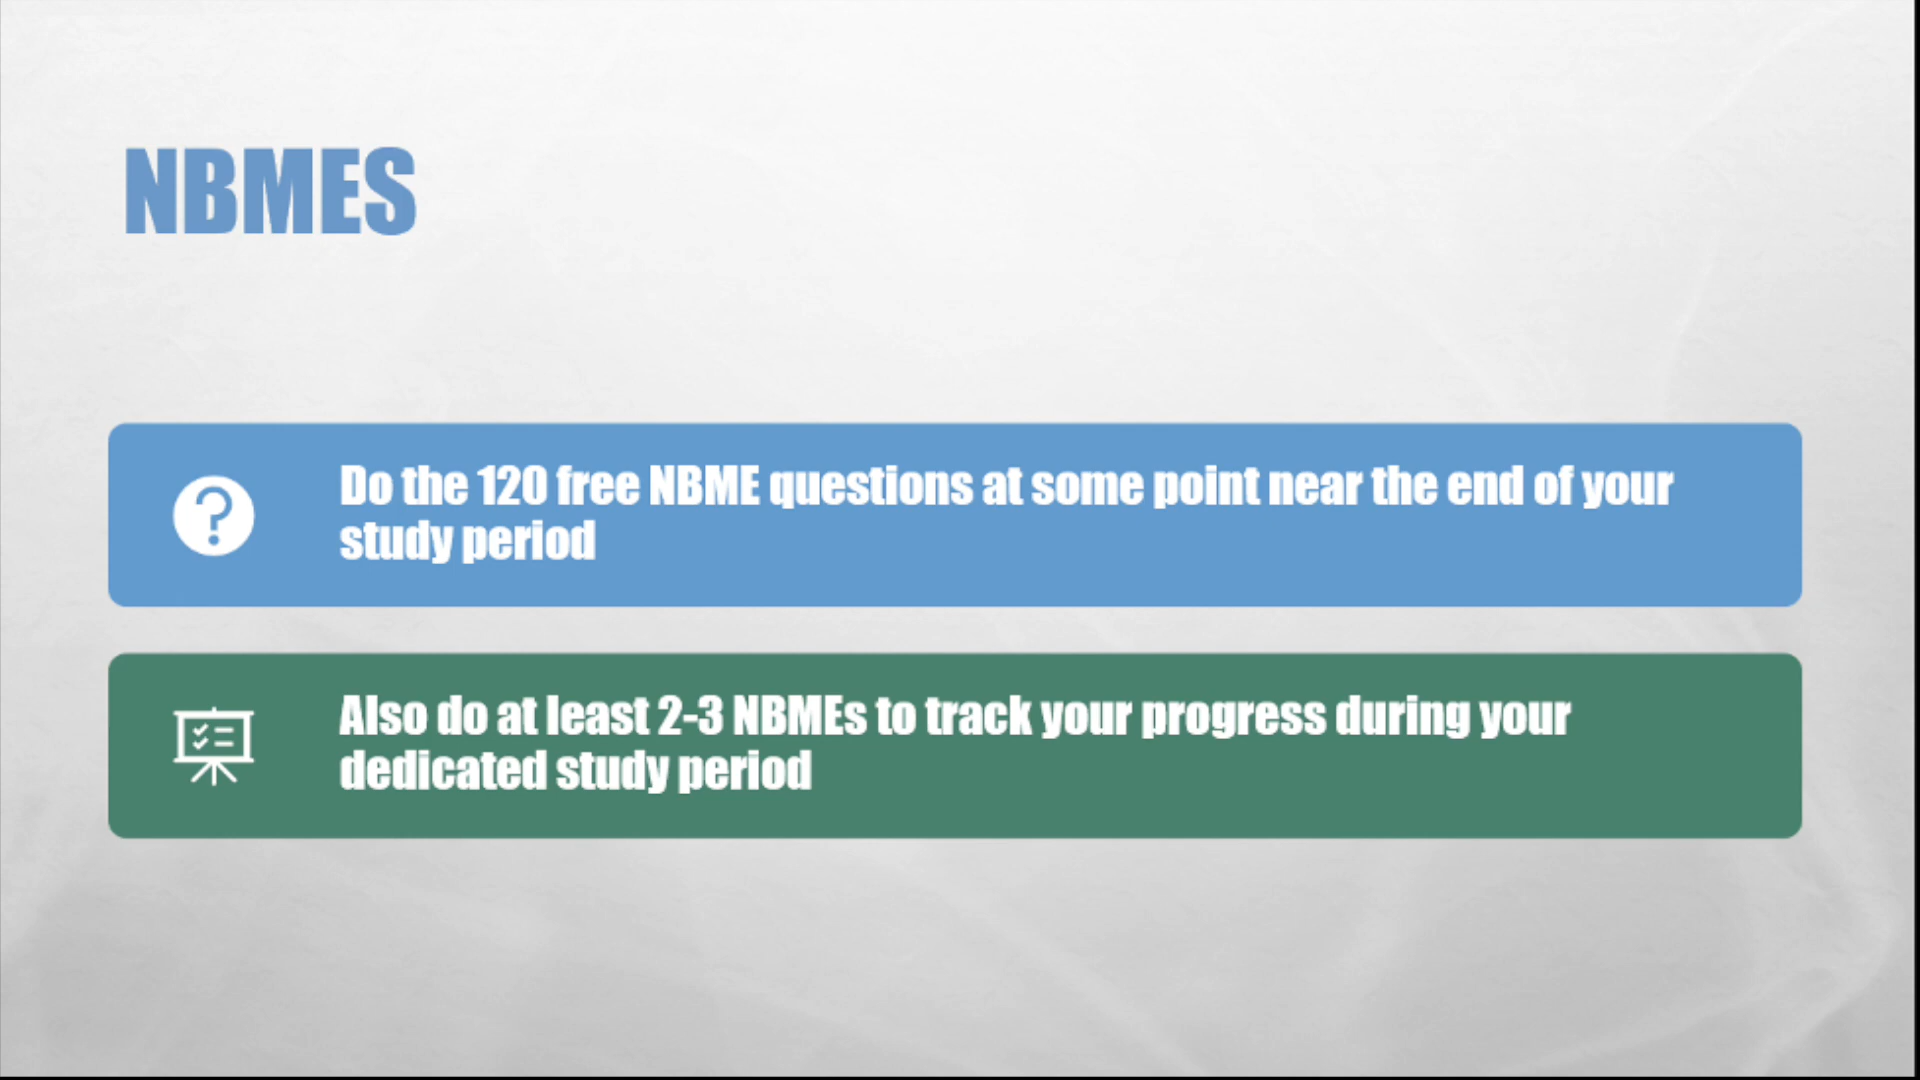 NBMES
Do the 120 free NBME questions at some point near the end of your
study period
Also do at least 2-3 NBMEs to track your progress during your
dedicated study period